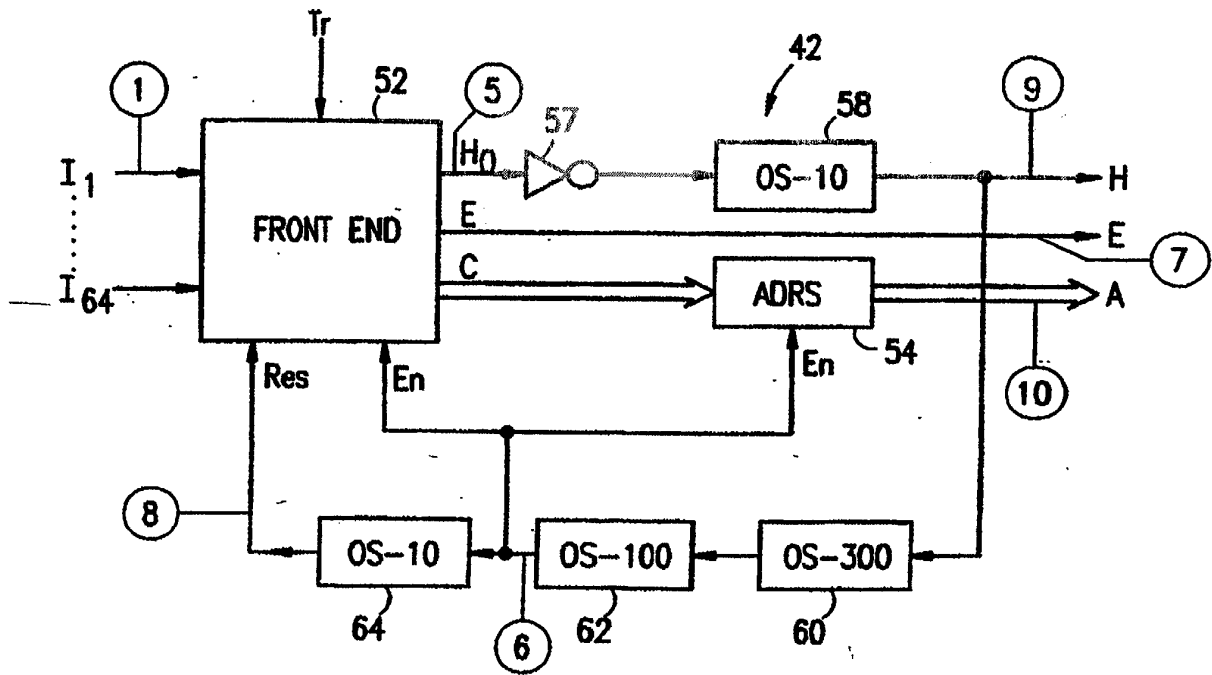 Tr
42
1
52
5
57
58
9
I1
H0
OS-10
H
FRONT END
E
E
7
C
ADRS
A
I64
54
Res
En
En
10
8
OS-10
OS-100
OS-300
64
6
62
60